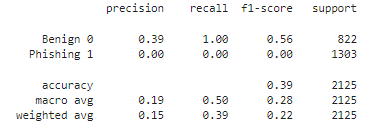 precision recall f1-score support
Benign 0 0.39 1.00 0.56 822
Phishing 1 0.00 0.00 0.00 1303
accuracy 0.39 2125
macro avg 0.19 0.50 0.28 2125
weighted avg 0.15 0.39 0.22 2125